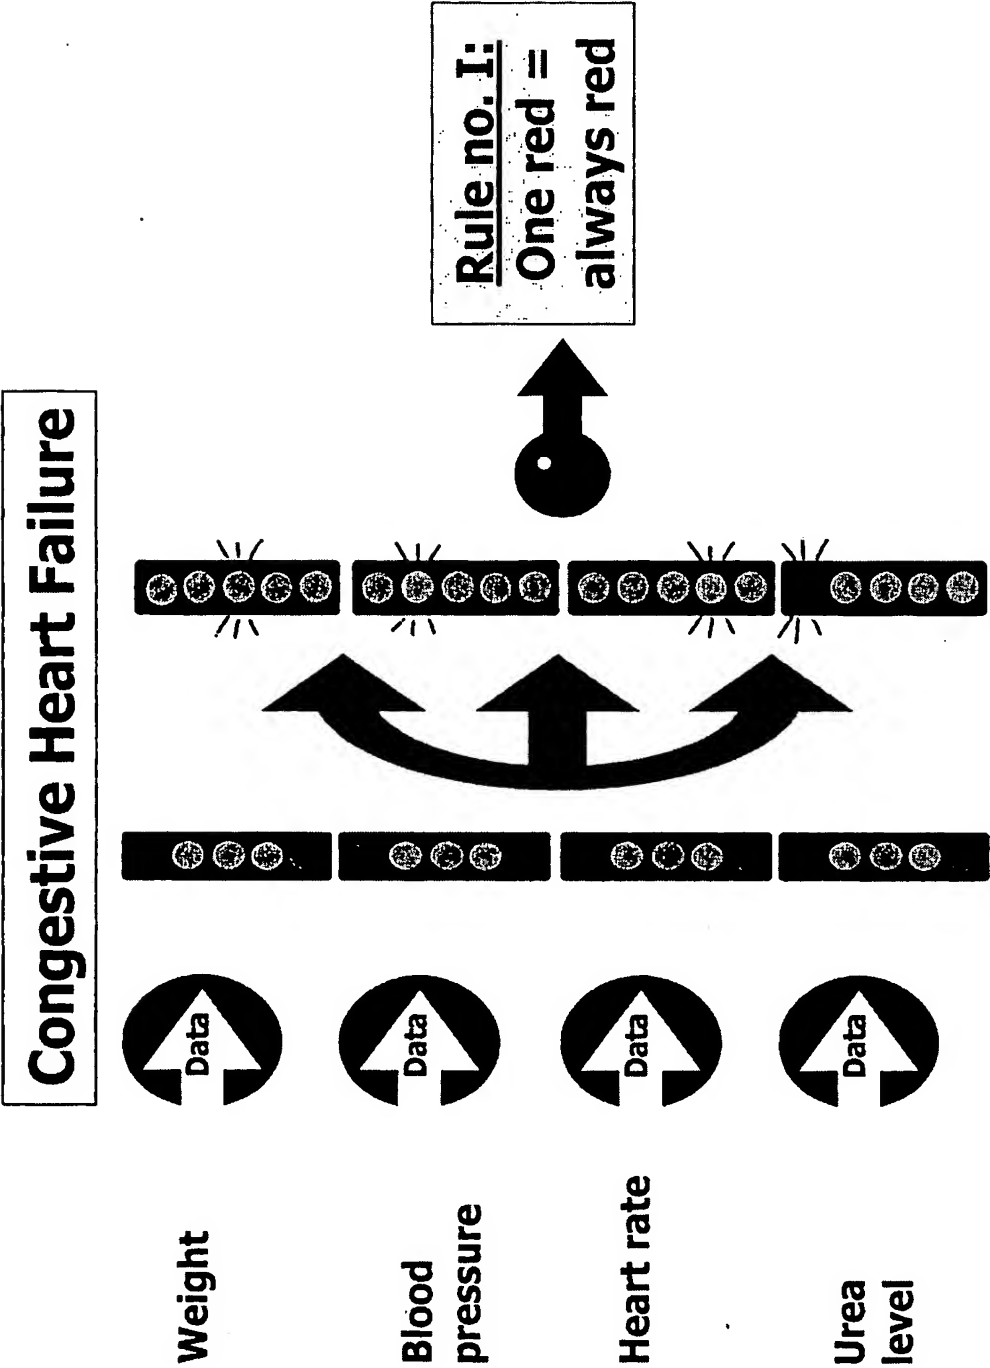 Congestive Heart Failure
Weight
Data
Blood
pressure
Data
Heart rate
Data
Urea
level
Data
Rule no. I:
One red =
always red